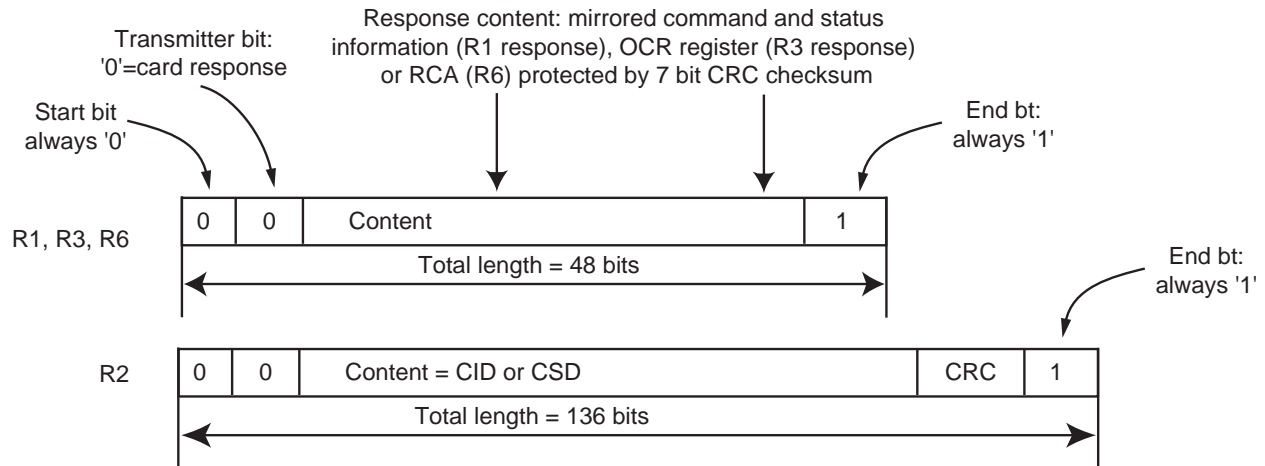 Transmitter bit:
'0'=card response
Response content: mirrored command and status
information (R1 response), OCR register (R3 response)
or RCA (R6) protected by 7 bit CRC checksum
Start bit
always '0'
End bt:
always '1'
R1, R3, R6
0 0 Content 1
Total length = 48 bits
End bt:
always '1'
R2
0 0 Content = CID or CSD CRC 1
Total length = 136 bits